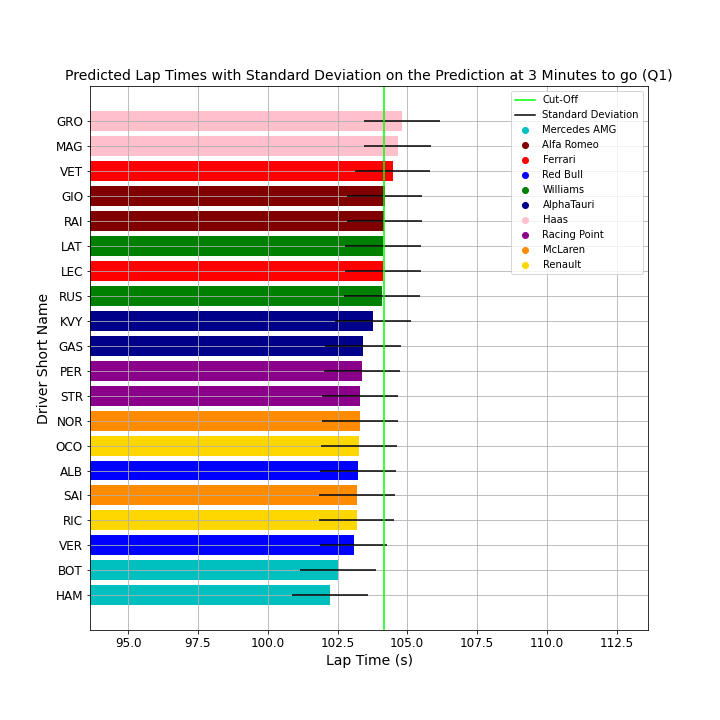 Predicted Lap Times with Standard Deviation on the Prediction at 3 Minutes to go (Q1)
Cut-Off
Standard Deviation
Mercedes AMG
Alfa Romeo
Ferrari
Red Bull
Williams
AlphaTauri
Haas
Racing Point
McLaren
Renault
Driver Short Name
GRO
MAG
VET
GIO
RAI
LAT
LEC
RUS
KVY
GAS
PER
STR
NOR
OCO
ALB
SAI
RIC
VER
BOT
HAM
95.0 97.5 100.0 102.5 105.0 107.5 110.0 112.5
Lap Time (s)